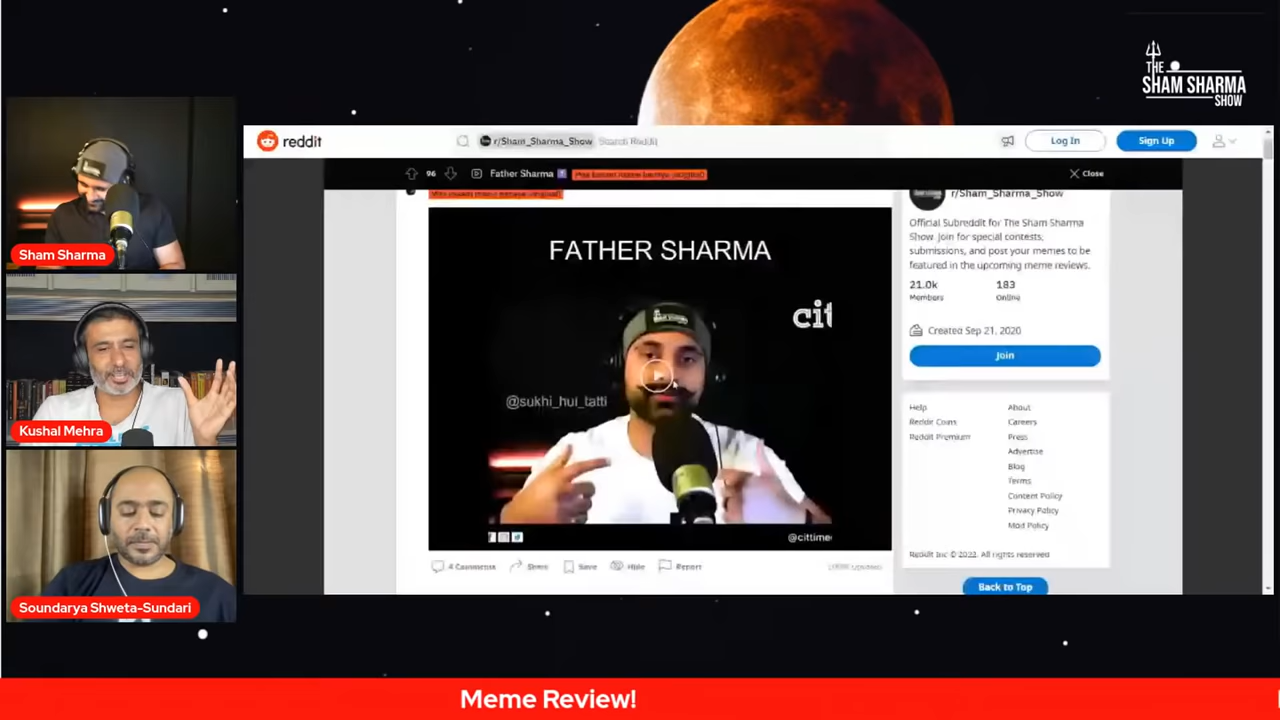 THE
SHAM SHARMA
SHOW
reddit
r/Sham_Sharma_Show
Search Reddit
Log In
Sign Up
96
Father Sharma
Close
r/Sham_Sharma_Show
Official Subreddit for The Sham Sharma
Show. Join for special contests,
submissions, and post your memes to be
featured in the upcoming meme reviews.
21.0k
183
Members
Online
Created Sep 21, 2020
Join
FATHER SHARMA
cit
@sukhi_hui_tatti
@cittime
4 Comments
Share
Save
Hide
Report
Help
About
Reddit Coins
Careers
Reddit Premium
Press
Advertise
Blog
Terms
Content Policy
Privacy Policy
Mod Policy
Reddit Inc © 2022. All rights reserved
Back to Top
Sham Sharma
Kushal Mehra
Soundarya Shweta-Sundari
Meme Review!